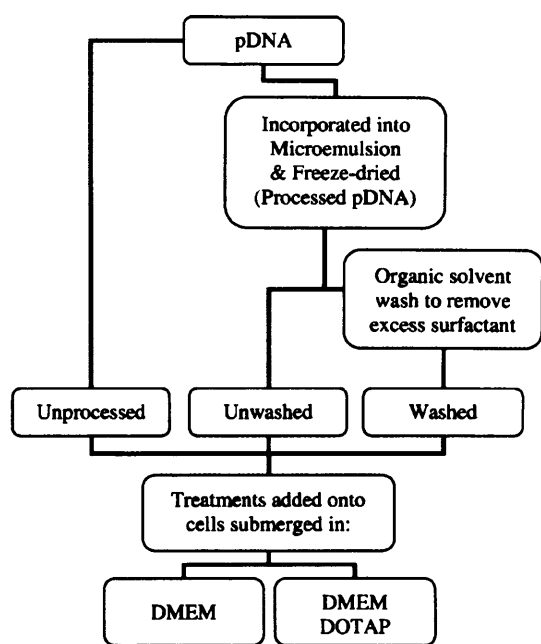 pDNA
Incorporated into
Microemulsion
& Freeze-dried
(Processed pDNA)
Organic solvent
wash to remove
excess surfactant
Unprocessed
Unwashed
Washed
Treatments added onto
cells submerged in:
DMEM
DMEM
DOTAP